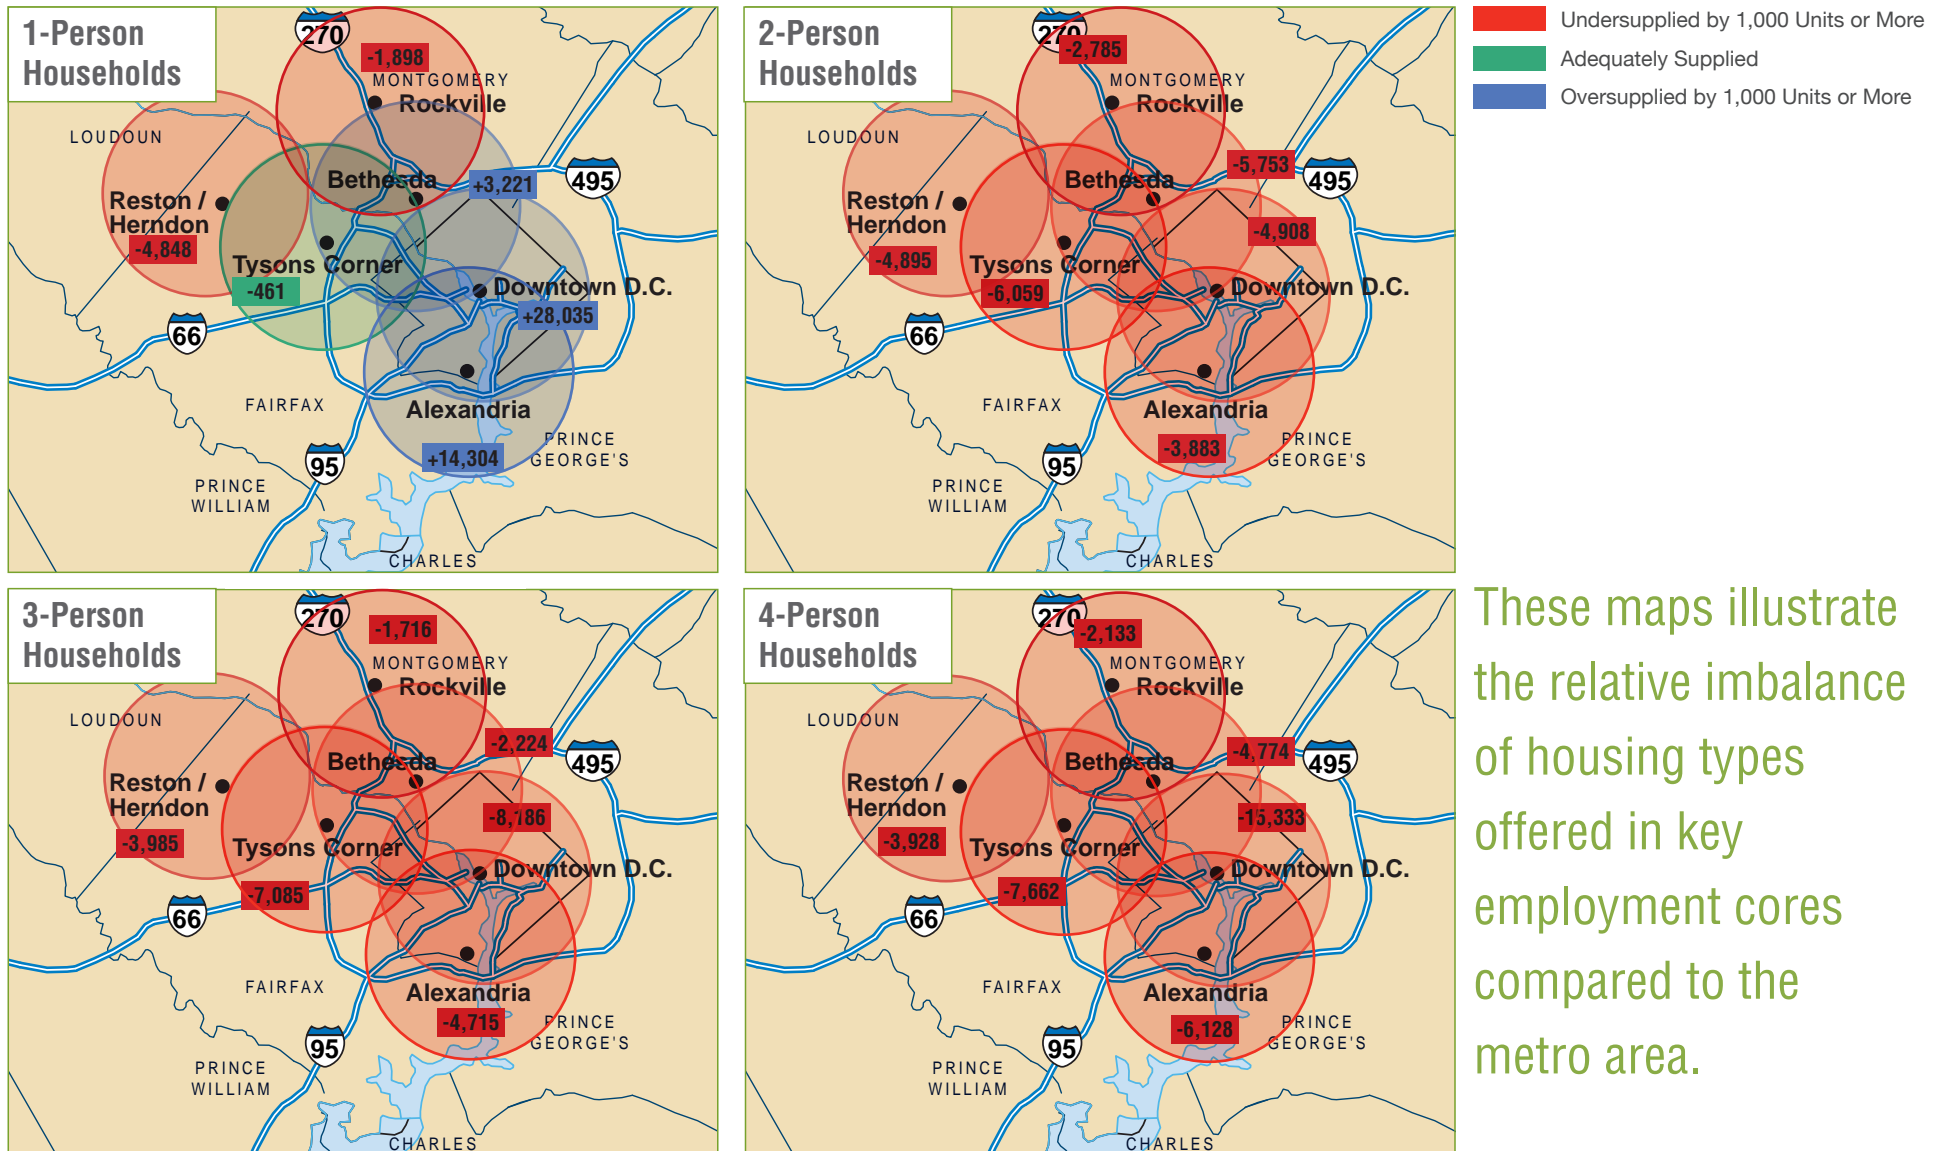 1-Person
Households
270
-1,898
MONTGOMERY
Rockville
LOUDOUN
Bethesda
+3,221
495
Reston /
Herndon
-4,848
Tysons Corner
-461
Downtown D.C.
+28,035
66
FAIRFAX
Alexandria
+14,304
PRINCE
GEORGE'S
95
PRINCE
WILLIAM
CHARLES
2-Person
Households
270
-2,785
MONTGOMERY
Rockville
LOUDOUN
-5,753
Bethesda
495
Reston /
Herndon
-4,908
-4,895
Tysons Corner
-6,059
Downtown D.C.
66
FAIRFAX
Alexandria
-3,883
PRINCE
GEORGE'S
95
PRINCE
WILLIAM
CHARLES
Undersupplied by 1,000 Units or More
Adequately Supplied
Oversupplied by 1,000 Units or More
3-Person
Households
270
-1,716
MONTGOMERY
Rockville
LOUDOUN
-2,224
Bethesda
495
Reston /
Herndon
-8,186
-3,985
Tysons Corner
Downtown D.C.
-7,085
66
FAIRFAX
Alexandria
-4,715
PRINCE
GEORGE'S
95
PRINCE
WILLIAM
CHARLES
4-Person
Households
270
-2,133
MONTGOMERY
Rockville
LOUDOUN
-4,774
Bethesda
495
Reston /
Herndon
-15,333
-3,928
Tysons Corner
Downtown D.C.
-7,662
66
FAIRFAX
Alexandria
-6,128
PRINCE
GEORGE'S
95
PRINCE
WILLIAM
CHARLES
These maps illustrate
the relative imbalance
of housing types
offered in key
employment cores
compared to the
metro area.